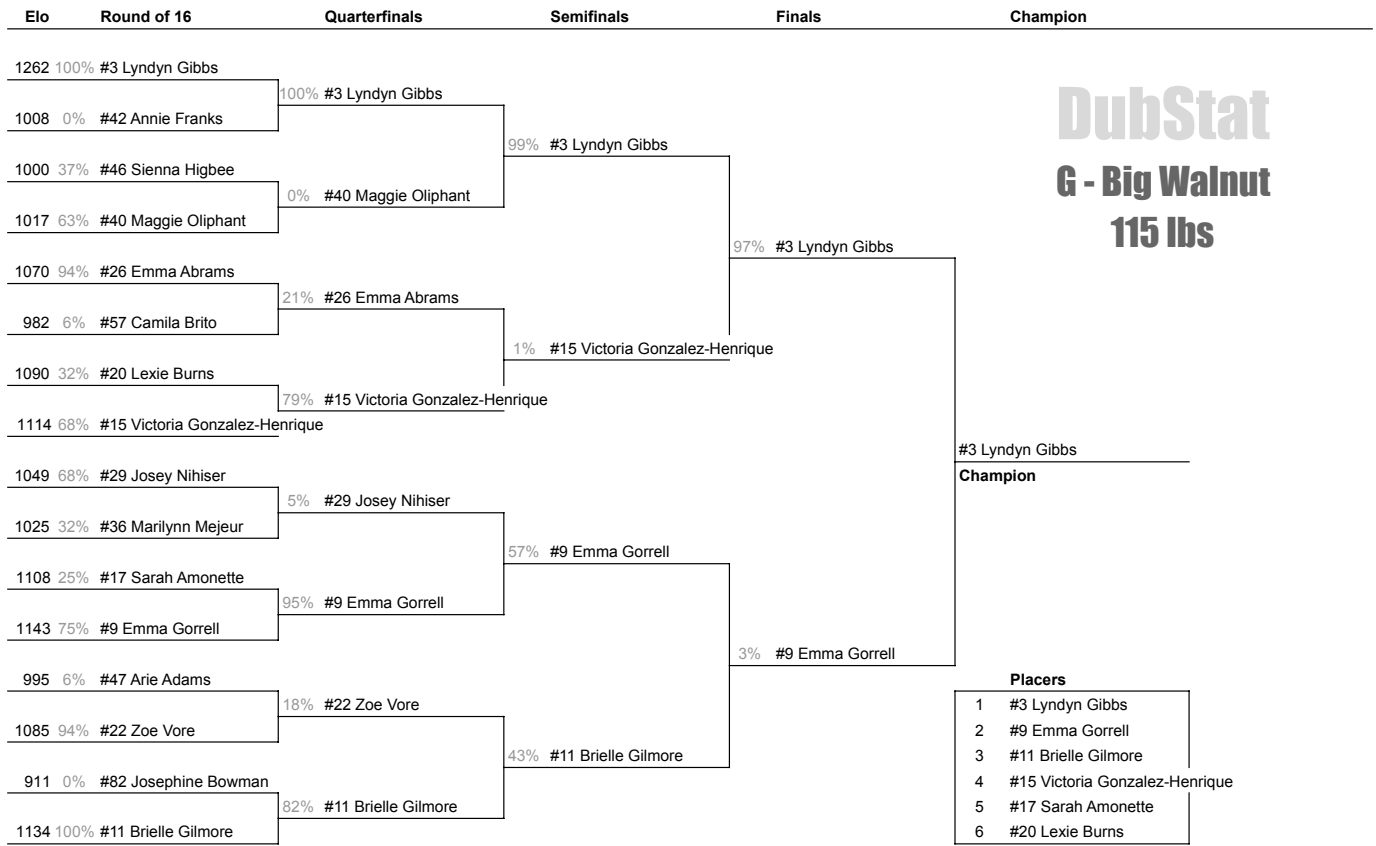 Elo Round of 16 Quarterfinals Semifinals Finals Champion
1262 100% #3 Lyndyn Gibbs
100% #3 Lyndyn Gibbs
1008 0% #42 Annie Franks
99% #3 Lyndyn Gibbs
1000 37% #46 Sienna Higbee
0% #40 Maggie Oliphant
1017 63% #40 Maggie Oliphant
97% #3 Lyndyn Gibbs
1070 94% #26 Emma Abrams
21% #26 Emma Abrams
982 6% #57 Camila Brito
1% #15 Victoria Gonzalez-Henrique
1090 32% #20 Lexie Burns
79% #15 Victoria Gonzalez-Henrique
1114 68% #15 Victoria Gonzalez-Henrique
#3 Lyndyn Gibbs
Champion
1049 68% #29 Josey Nihiser
5% #29 Josey Nihiser
1025 32% #36 Marilynn Mejeur
57% #9 Emma Gorrell
1108 25% #17 Sarah Amonette
95% #9 Emma Gorrell
1143 75% #9 Emma Gorrell
3% #9 Emma Gorrell
995 6% #47 Arie Adams
18% #22 Zoe Vore
1085 94% #22 Zoe Vore
43% #11 Brielle Gilmore
911 0% #82 Josephine Bowman
82% #11 Brielle Gilmore
1134 100% #11 Brielle Gilmore
DubStat
G - Big Walnut
115 lbs
Placers
1 #3 Lyndyn Gibbs
2 #9 Emma Gorrell
3 #11 Brielle Gilmore
4 #15 Victoria Gonzalez-Henrique
5 #17 Sarah Amonette
6 #20 Lexie Burns